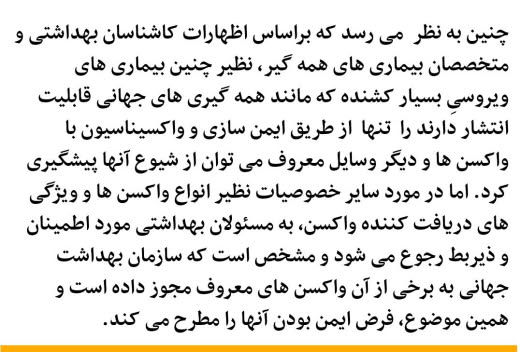 چنین به نظر می رسد که براساس اظهارات کاشناسان بهداشتی و
متخصصان بیماری های همه گیر، نظیر چنین بیماری های
ویروسیِ بسیار کشنده که مانند همه گیری های جهانی قابلیت
انتشار دارند را تنها از طریق ایمن سازی و واکسیناسیون با
واکسن ها و دیگر وسایل معروف می توان از شیوع آنها پیشگیری
کرد. اما در مورد سایر خصوصیات نظیر انواع واکسن ها و ویژگی
های دریافت کننده واکسن، به مسئولان بهداشتی مورد اطمینان
و ذیربط رجوع می شود و مشخص است که سازمان بهداشت
جهانی به برخی از آن واکسن های معروف مجوز داده است و
همین موضوع، فرض ایمن بودن آنها را مطرح می کند.